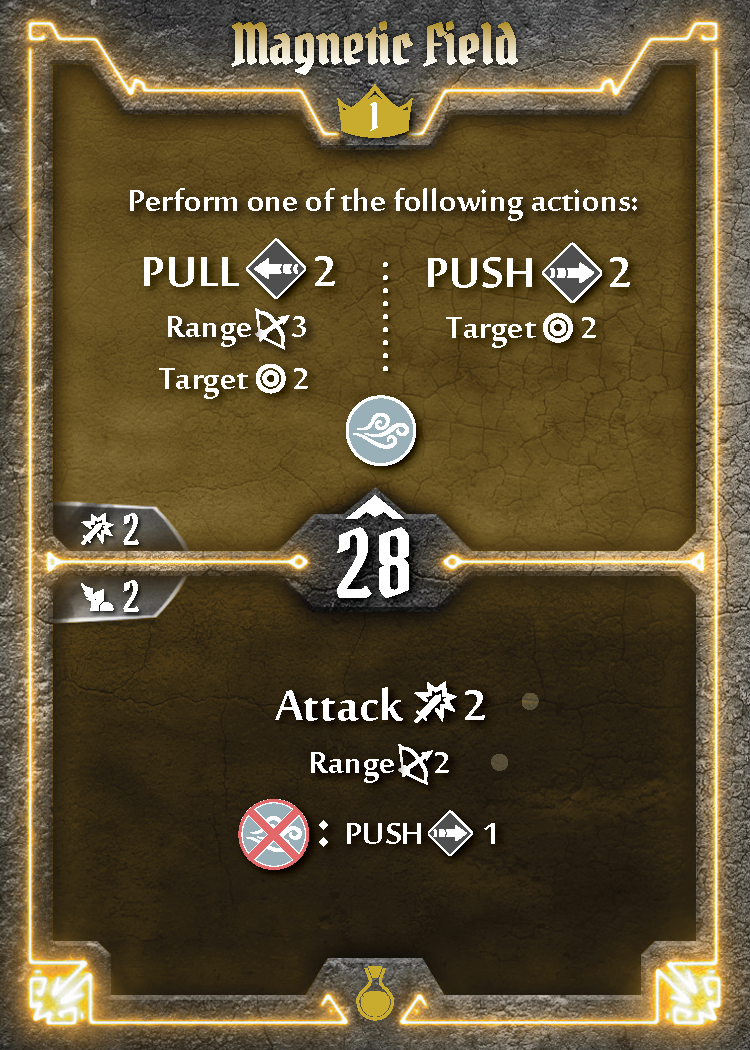 Magnetic Field
1
Perform one of the following actions:
PULL 2
Range 3
Target 2
PUSH 2
Target 2
2
28
2
Attack 2
Range 2
: PUSH 1